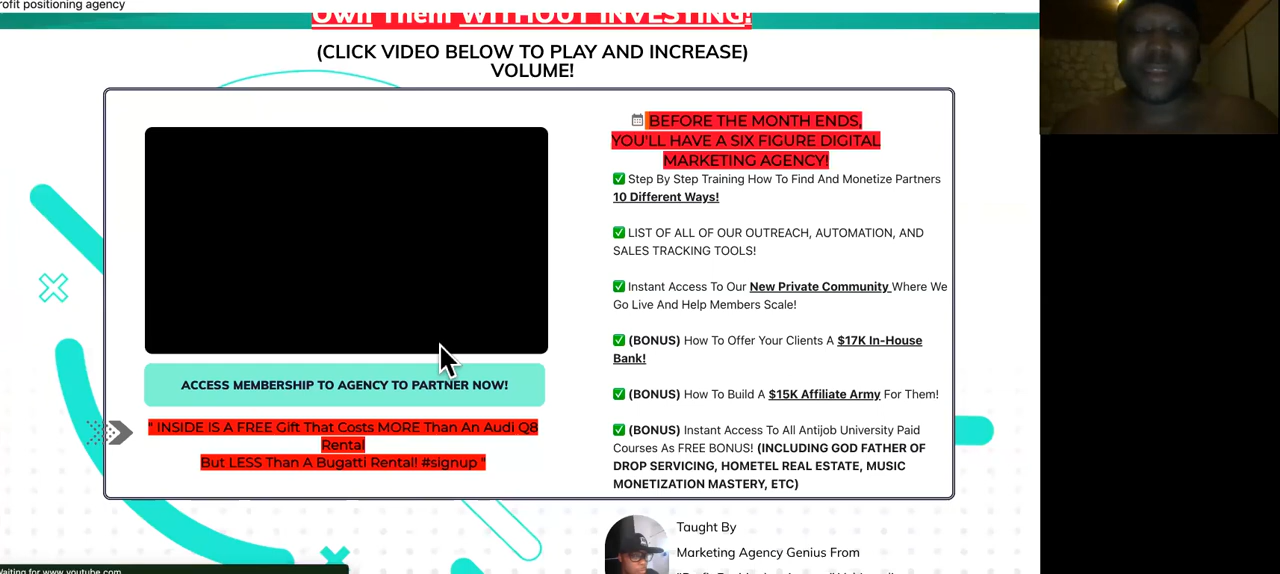 rofit positioning agency
Own Them WITHOUT INVESTING!
(CLICK VIDEO BELOW TO PLAY AND INCREASE)
VOLUME!
BEFORE THE MONTH ENDS,
YOU'LL HAVE A SIX FIGURE DIGITAL
MARKETING AGENCY!
Step By Step Training How To Find And Monetize Partners
10 Different Ways!
LIST OF ALL OF OUR OUTREACH, AUTOMATION, AND
SALES TRACKING TOOLS!
Instant Access To Our New Private Community Where We
Go Live And Help Members Scale!
(BONUS) How To Offer Your Clients A $17K In-House
Bank!
(BONUS) How To Build A $15K Affiliate Army For Them!
(BONUS) Instant Access To All Antijob University Paid
Courses As FREE BONUS! (INCLUDING GOD FATHER OF
DROP SERVICING, HOMETEL REAL ESTATE, MUSIC
MONETIZATION MASTERY, ETC)
ACCESS MEMBERSHIP TO AGENCY TO PARTNER NOW!
" INSIDE IS A FREE Gift That Costs MORE Than An Audi Q8
Rental
But LESS Than A Bugatti Rental! #signup "
Taught By
Marketing Agency Genius From
Waiting for www.youtube.com